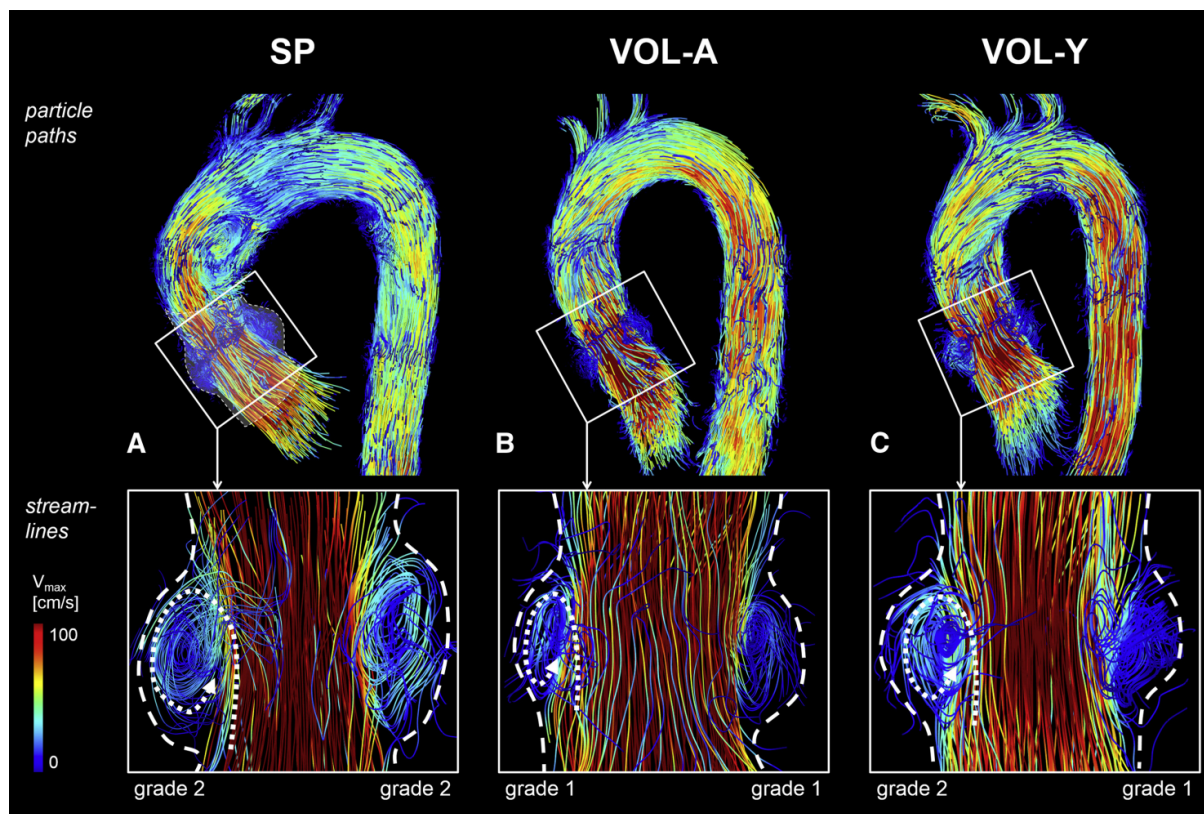 SP
VOL-A
VOL-Y
particle
paths
A
B
C
stream-
lines
Vmax
[cm/s]
100
0
grade 2
grade 2
grade 1
grade 1
grade 2
grade 1